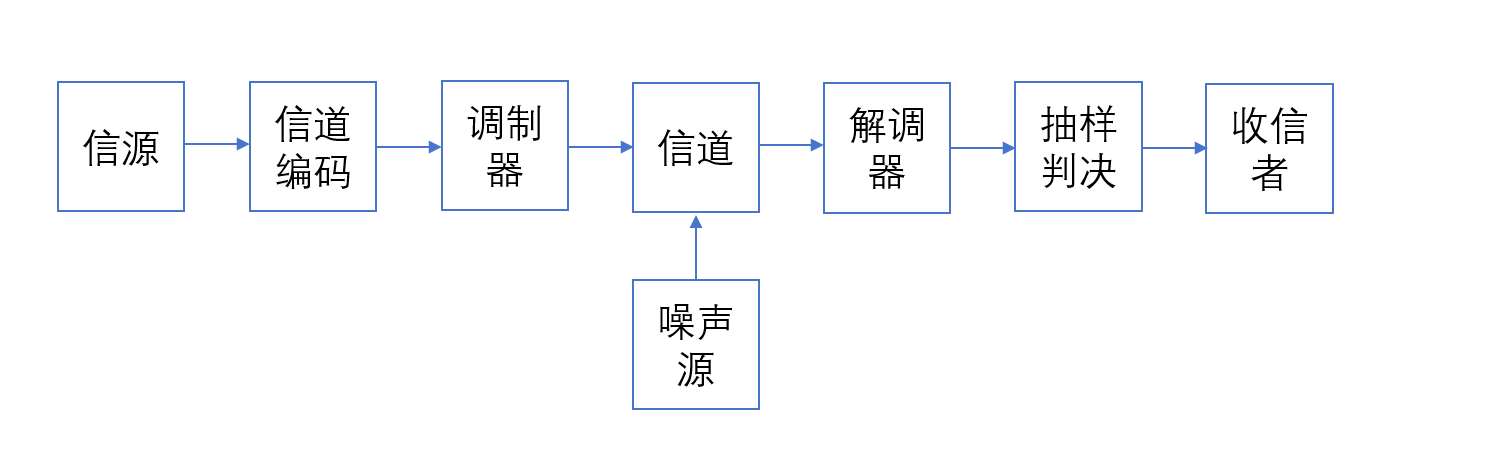 信源
信道
编码
调制
器
信道
解调
器
抽样
判决
收信
者
噪声
源